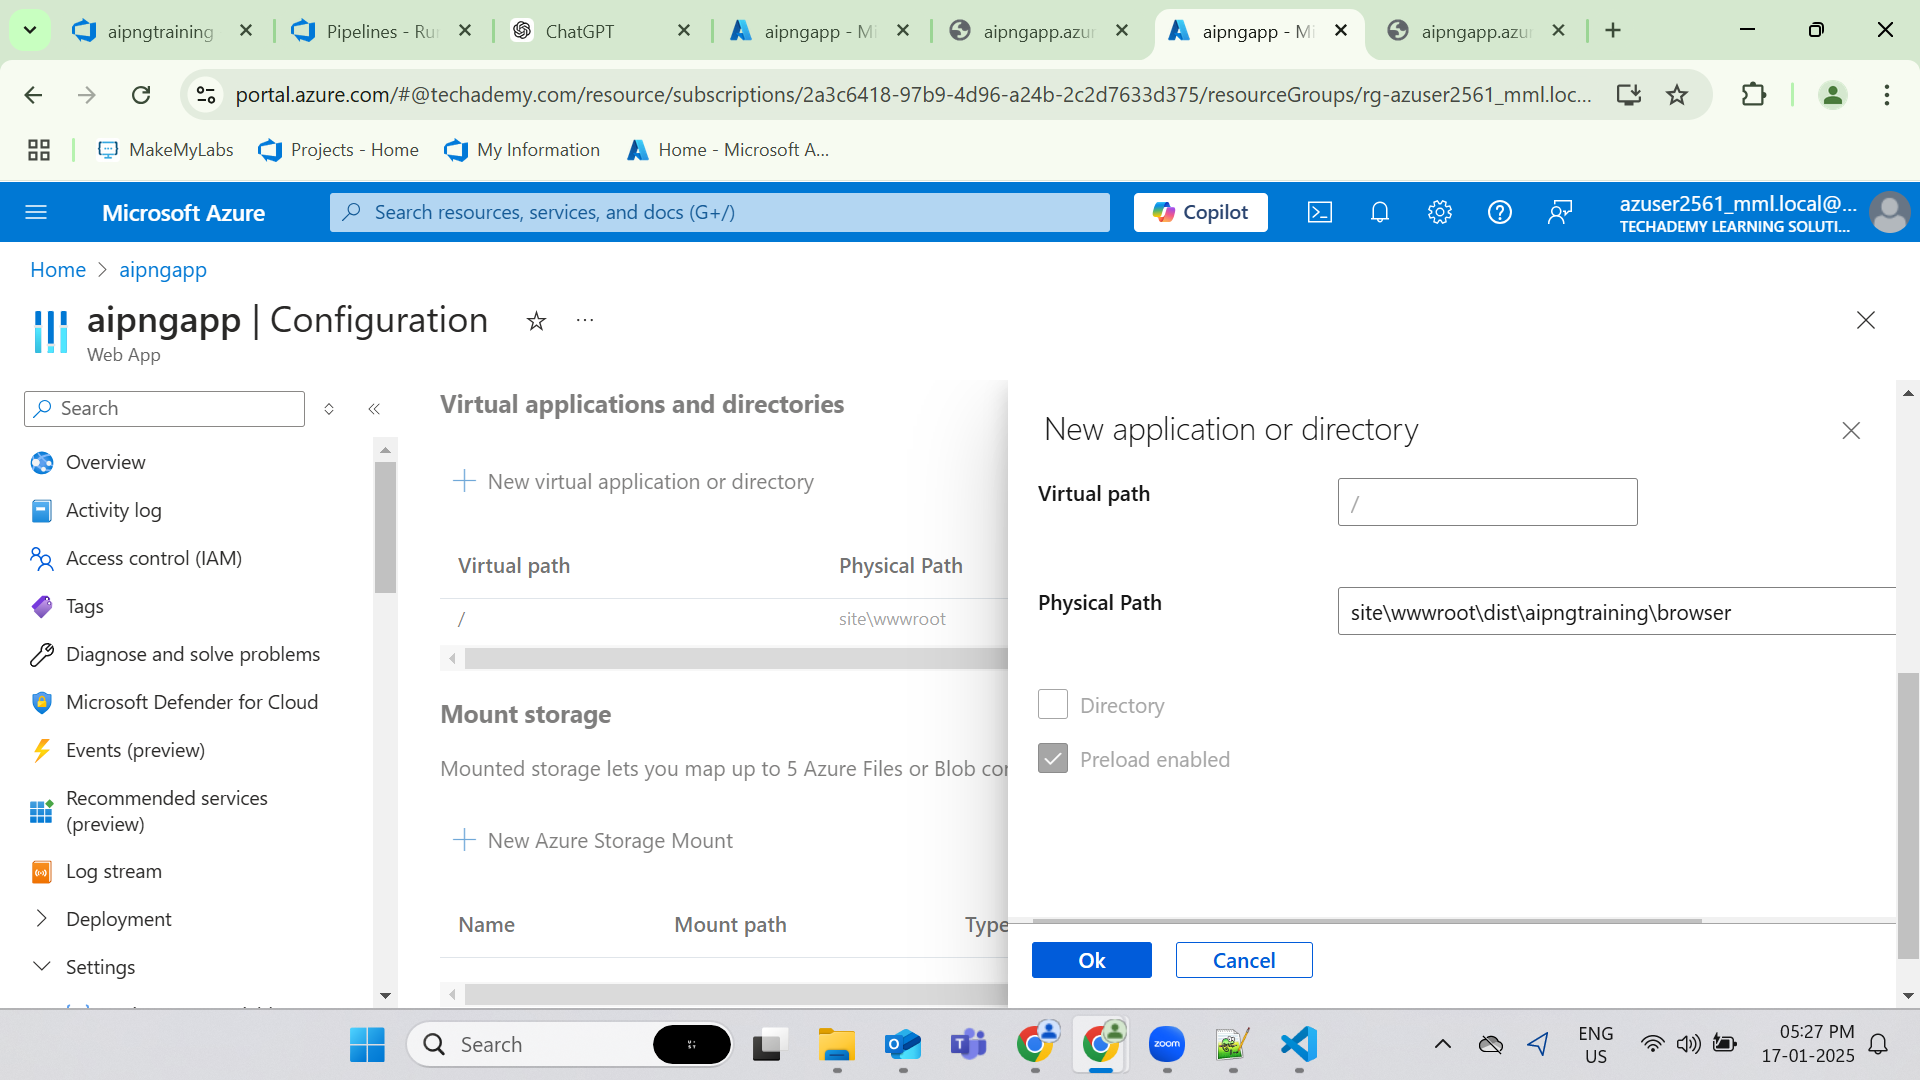 aipngtraining
Pipelines - Ru
ChatGPT
aipngapp - Mi
aipngapp.azur
aipngapp - Mi
aipngapp.azur
portal.azure.com/#@techademy.com/resource/subscriptions/2a3c6418-97b9-4d96-a24b-2c2d7633d375/resourceGroups/rg-azuser2561_mml.loc...
MakeMyLabs
Projects - Home
My Information
Home - Microsoft A...
Microsoft Azure
Search resources, services, and docs (G+/)
Copilot
azuser2561_mml.local@...
TECHADEMY LEARNING SOLUTI...
Home > aipngapp
aipngapp | Configuration
...
Web App
Search
Overview
Activity log
Access control (IAM)
Tags
Diagnose and solve problems
Microsoft Defender for Cloud
Events (preview)
Recommended services
(preview)
Log stream
Deployment
Settings
Virtual applications and directories
New virtual application or directory
Virtual path
Physical Path
/
site\wwwroot
Mount storage
Mounted storage lets you map up to 5 Azure Files or Blob con
New Azure Storage Mount
Name
Mount path
Type
New application or directory
Virtual path
/
Physical Path
site\wwwroot\dist\aipngtraining\browser
Directory
Preload enabled
Ok
Cancel
Search
zoom
ENG
US
05:27 PM
17-01-2025